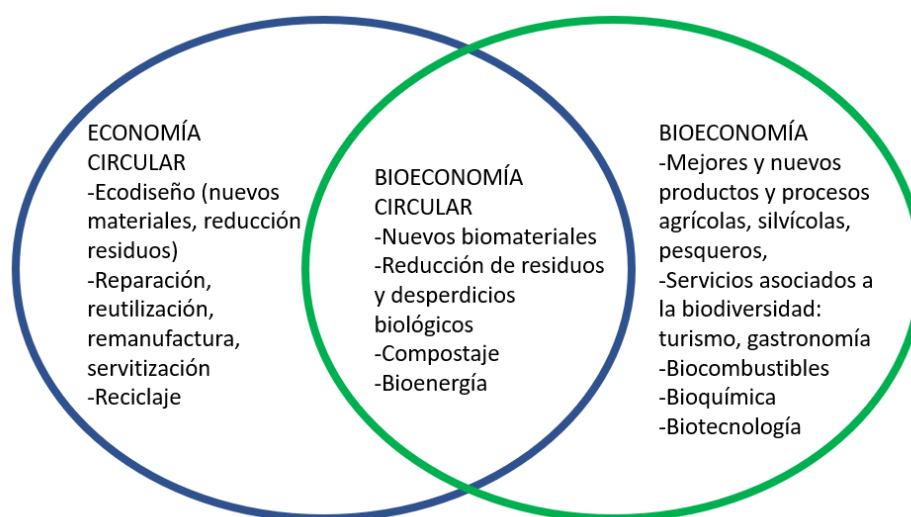 ECONOMÍA
CIRCULAR
-Ecodiseño (nuevos
materiales, reducción
residuos)
-Reparación,
reutilización,
remanufactura,
servitización
-Reciclaje
BIOECONOMÍA
CIRCULAR
-Nuevos biomateriales
-Reducción de residuos
y desperdicios
biológicos
-Compostaje
-Bioenergía
BIOECONOMÍA
-Mejores y nuevos
productos y procesos
agrícolas, silvícolas,
pesqueros,
-Servicios asociados a
la biodiversidad:
turismo, gastronomía
-Biocombustibles
-Bioquímica
-Biotecnología